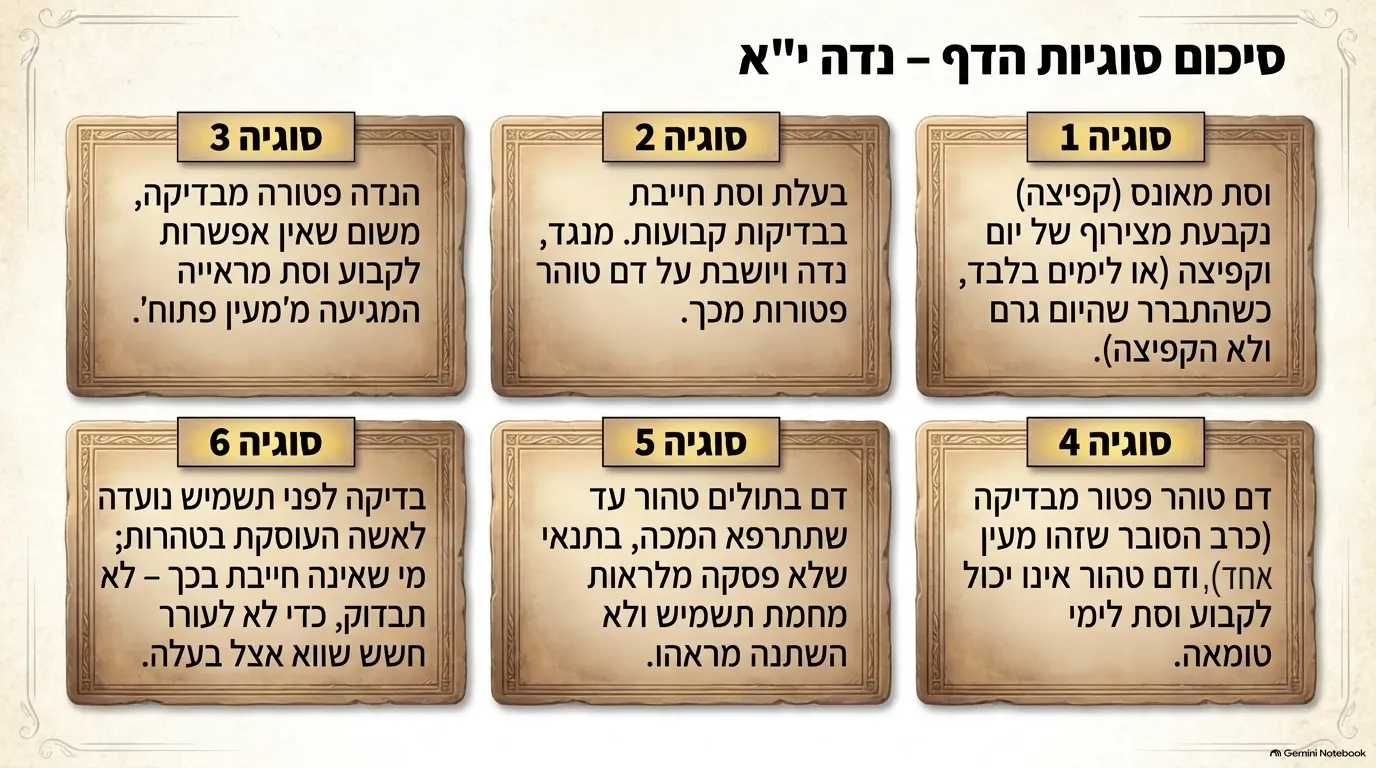 סיכום סוגיות הדף – נדה י"א
סוגיה 1
וסת מאונס (קפיצה)
נקבעת מצירוף של יום
וקפיצה (או לימים בלבד,
כשהתברר שהיום גרם
ולא הקפיצה).
סוגיה 2
בעלת וסת חייבת
בבדיקות קבועות. מנגד,
נדה ויושבת על דם טוהר
פטורות מכך.
סוגיה 3
הנדה פטורה מבדיקה,
משום שאין אפשרות
לקבוע וסת מראייה
המגיעה מ'מעין פתוח'.
סוגיה 4
דם טוהר פטור מבדיקה
(כרב הסובר שזהו מעין
אחד), ודם טהור אינו יכול
לקבוע וסת לימי
טומאה.
סוגיה 5
דם בתולים טהור עד
שתתרפא המכה, בתנאי
שלא פסקה מלראות
מחמת תשמיש ולא
השתנה מראהו.
סוגיה 6
בדיקה לפני תשמיש נועדה
לאשה העוסקת בטהרות;
מי שאינה חייבת בכך – לא
תבדוק, כדי לא לעורר
חשש שווא אצל בעלה.
Gemini Notebook